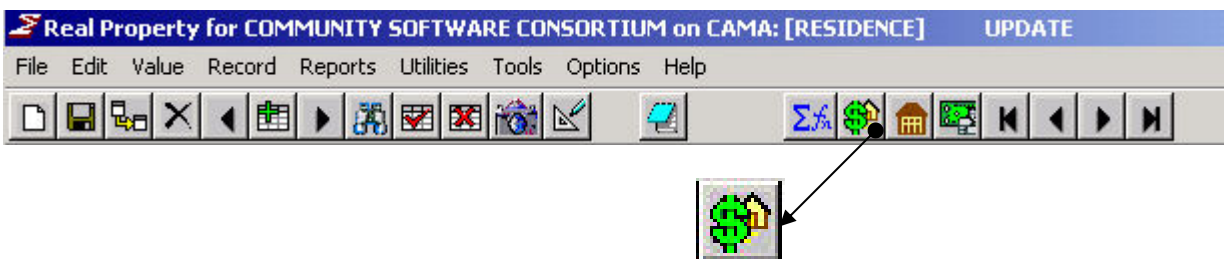 Real Property for COMMUNITY SOFTWARE CONSORTIUM on CAMA: [RESIDENCE] UPDATE
File Edit Value Record Reports Utilities Tools Options Help
Σfn $
$